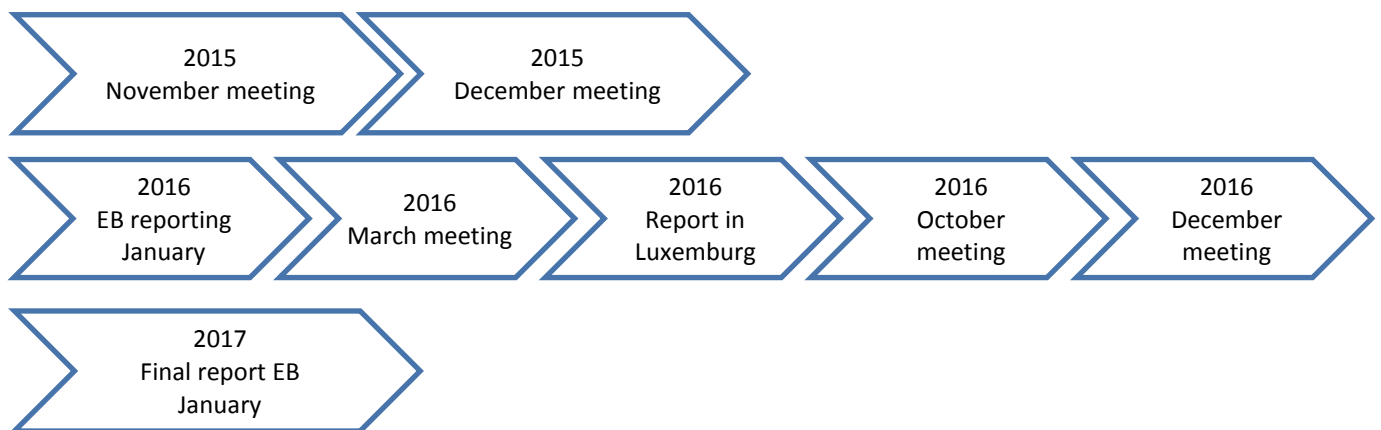 2015
November meeting
2015
December meeting
2016
EB reporting
January
2016
March meeting
2016
Report in
Luxemburg
2016
October
meeting
2016
December
meeting
2017
Final report EB
January